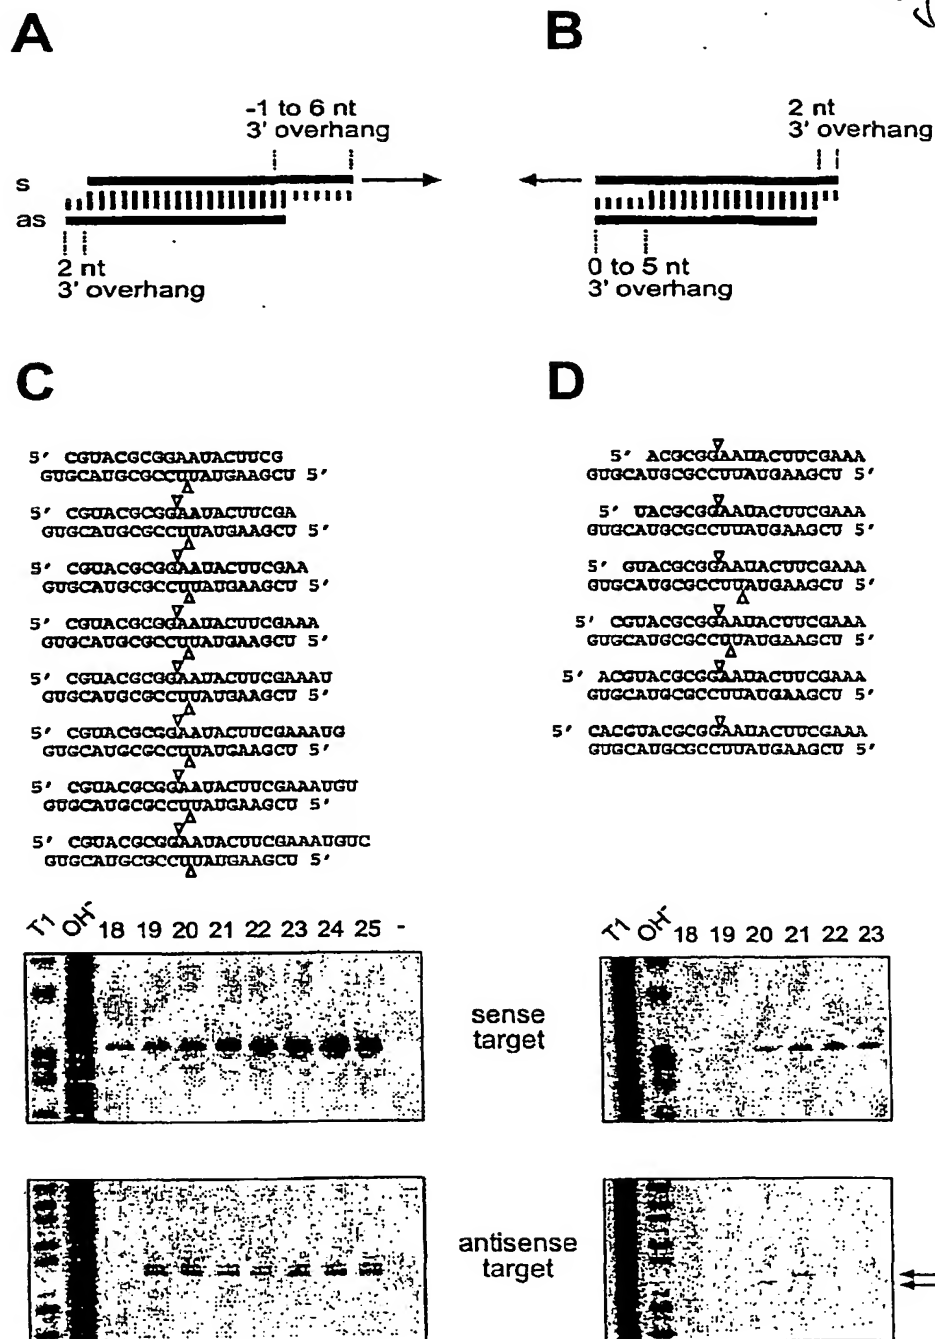 A
B
-1 to 6 nt
3' overhang
s
as
2 nt
3' overhang
2 nt
3' overhang
0 to 5 nt
3' overhang
C
5' CGUACGCGGAAUACUUCG
GUGCAUGCGCCUUAUGAAGCU 5'
5' CGUACGCGGAAUACUUCGA
GUGCAUGCGCCUUAUGAAGCU 5'
5' CGUACGCGGAAUACUUCGAA
GUGCAUGCGCCUUAUGAAGCU 5'
5' CGUACGCGGAAUACUUCGAAA
GUGCAUGCGCCUUAUGAAGCU 5'
5' CGUACGCGGAAUACUUCGAAAU
GUGCAUGCGCCUUAUGAAGCU 5'
5' CGUACGCGGAAUACUUCGAAAUG
GUGCAUGCGCCUUAUGAAGCU 5'
5' CGUACGCGGAAUACUUCGAAAUGU
GUGCAUGCGCCUUAUGAAGCU 5'
5' CGUACGCGGAAUACUUCGAAAUGUC
GUGCAUGCGCCUUAUGAAGCU 5'
D
5' ACGCGGAAUACUUCGAAA
GUGCAUGCGCCUUAUGAAGCU 5'
5' UACGCGGAAUACUUCGAAA
GUGCAUGCGCCUUAUGAAGCU 5'
5' GUACGCGGAAUACUUCGAAA
GUGCAUGCGCCUUAUGAAGCU 5'
5' CGUACGCGGAAUACUUCGAAA
GUGCAUGCGCCUUAUGAAGCU 5'
5' ACGUACGCGGAAUACUUCGAAA
GUGCAUGCGCCUUAUGAAGCU 5'
5' CACGUACGCGGAAUACUUCGAAA
GUGCAUGCGCCUUAUGAAGCU 5'
T1 OH- 18 19 20 21 22 23 24 25 -
T1 OH- 18 19 20 21 22 23
sense
target
antisense
target